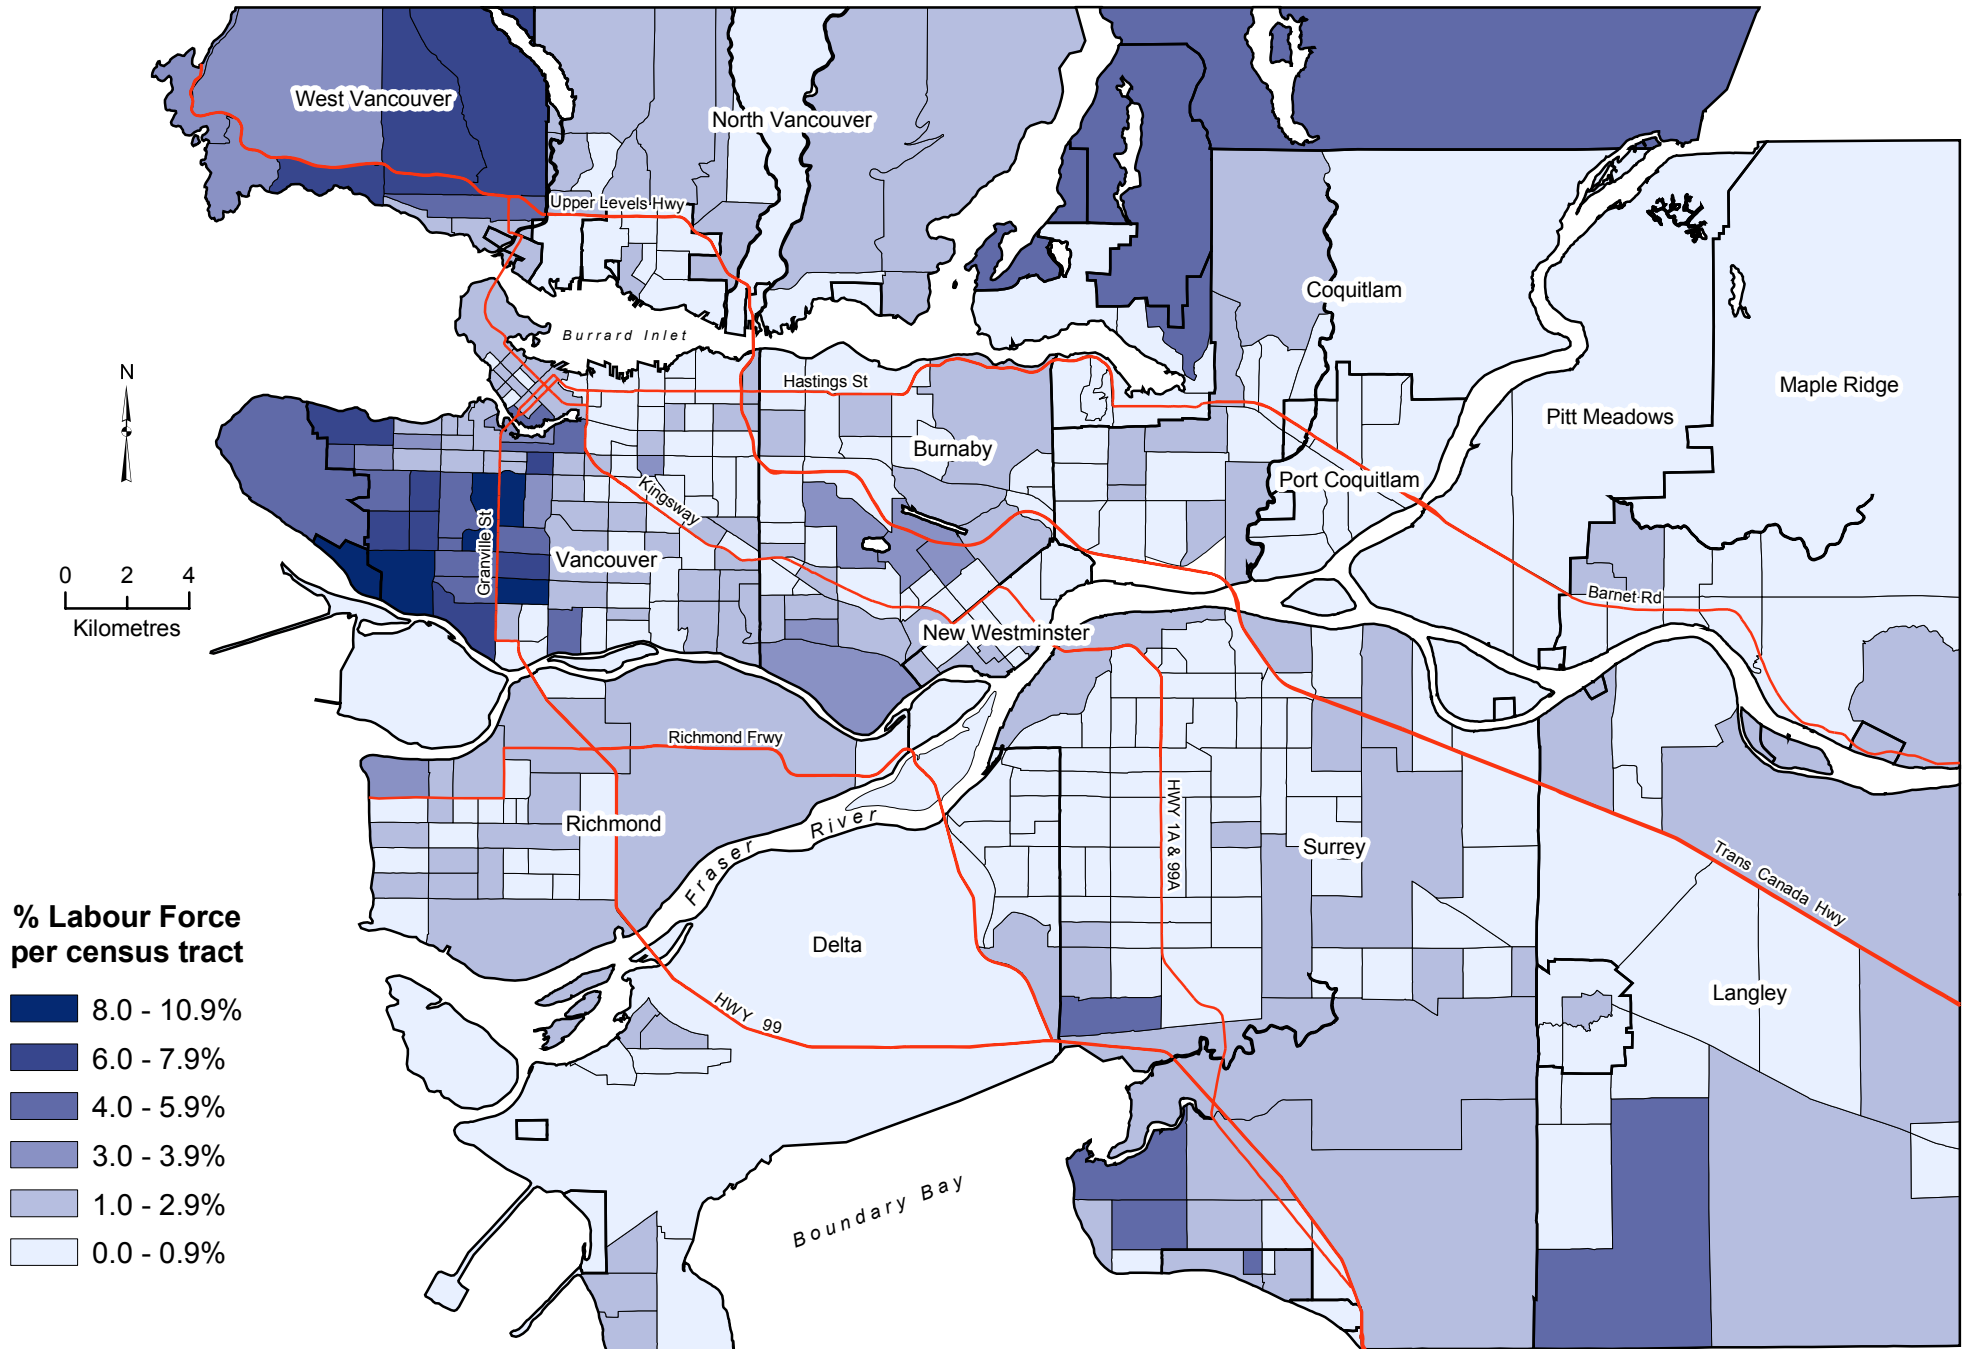 West Vancouver
North Vancouver
Upper Levels Hwy
Coquitlam
Burrard Inlet
N
Hastings St
Maple Ridge
Pitt Meadows
Burnaby
Port Coquitlam
Kingsway
Granville St
Vancouver
0 2 4
Kilometres
Barnet Rd
New Westminster
Richmond Frwy
HWY 1A & 99A
Richmond
Fraser River
Surrey
Trans Canada Hwy
Delta
Langley
HWY 99
Boundary Bay
% Labour Force
per census tract
8.0 - 10.9%
6.0 - 7.9%
4.0 - 5.9%
3.0 - 3.9%
1.0 - 2.9%
0.0 - 0.9%